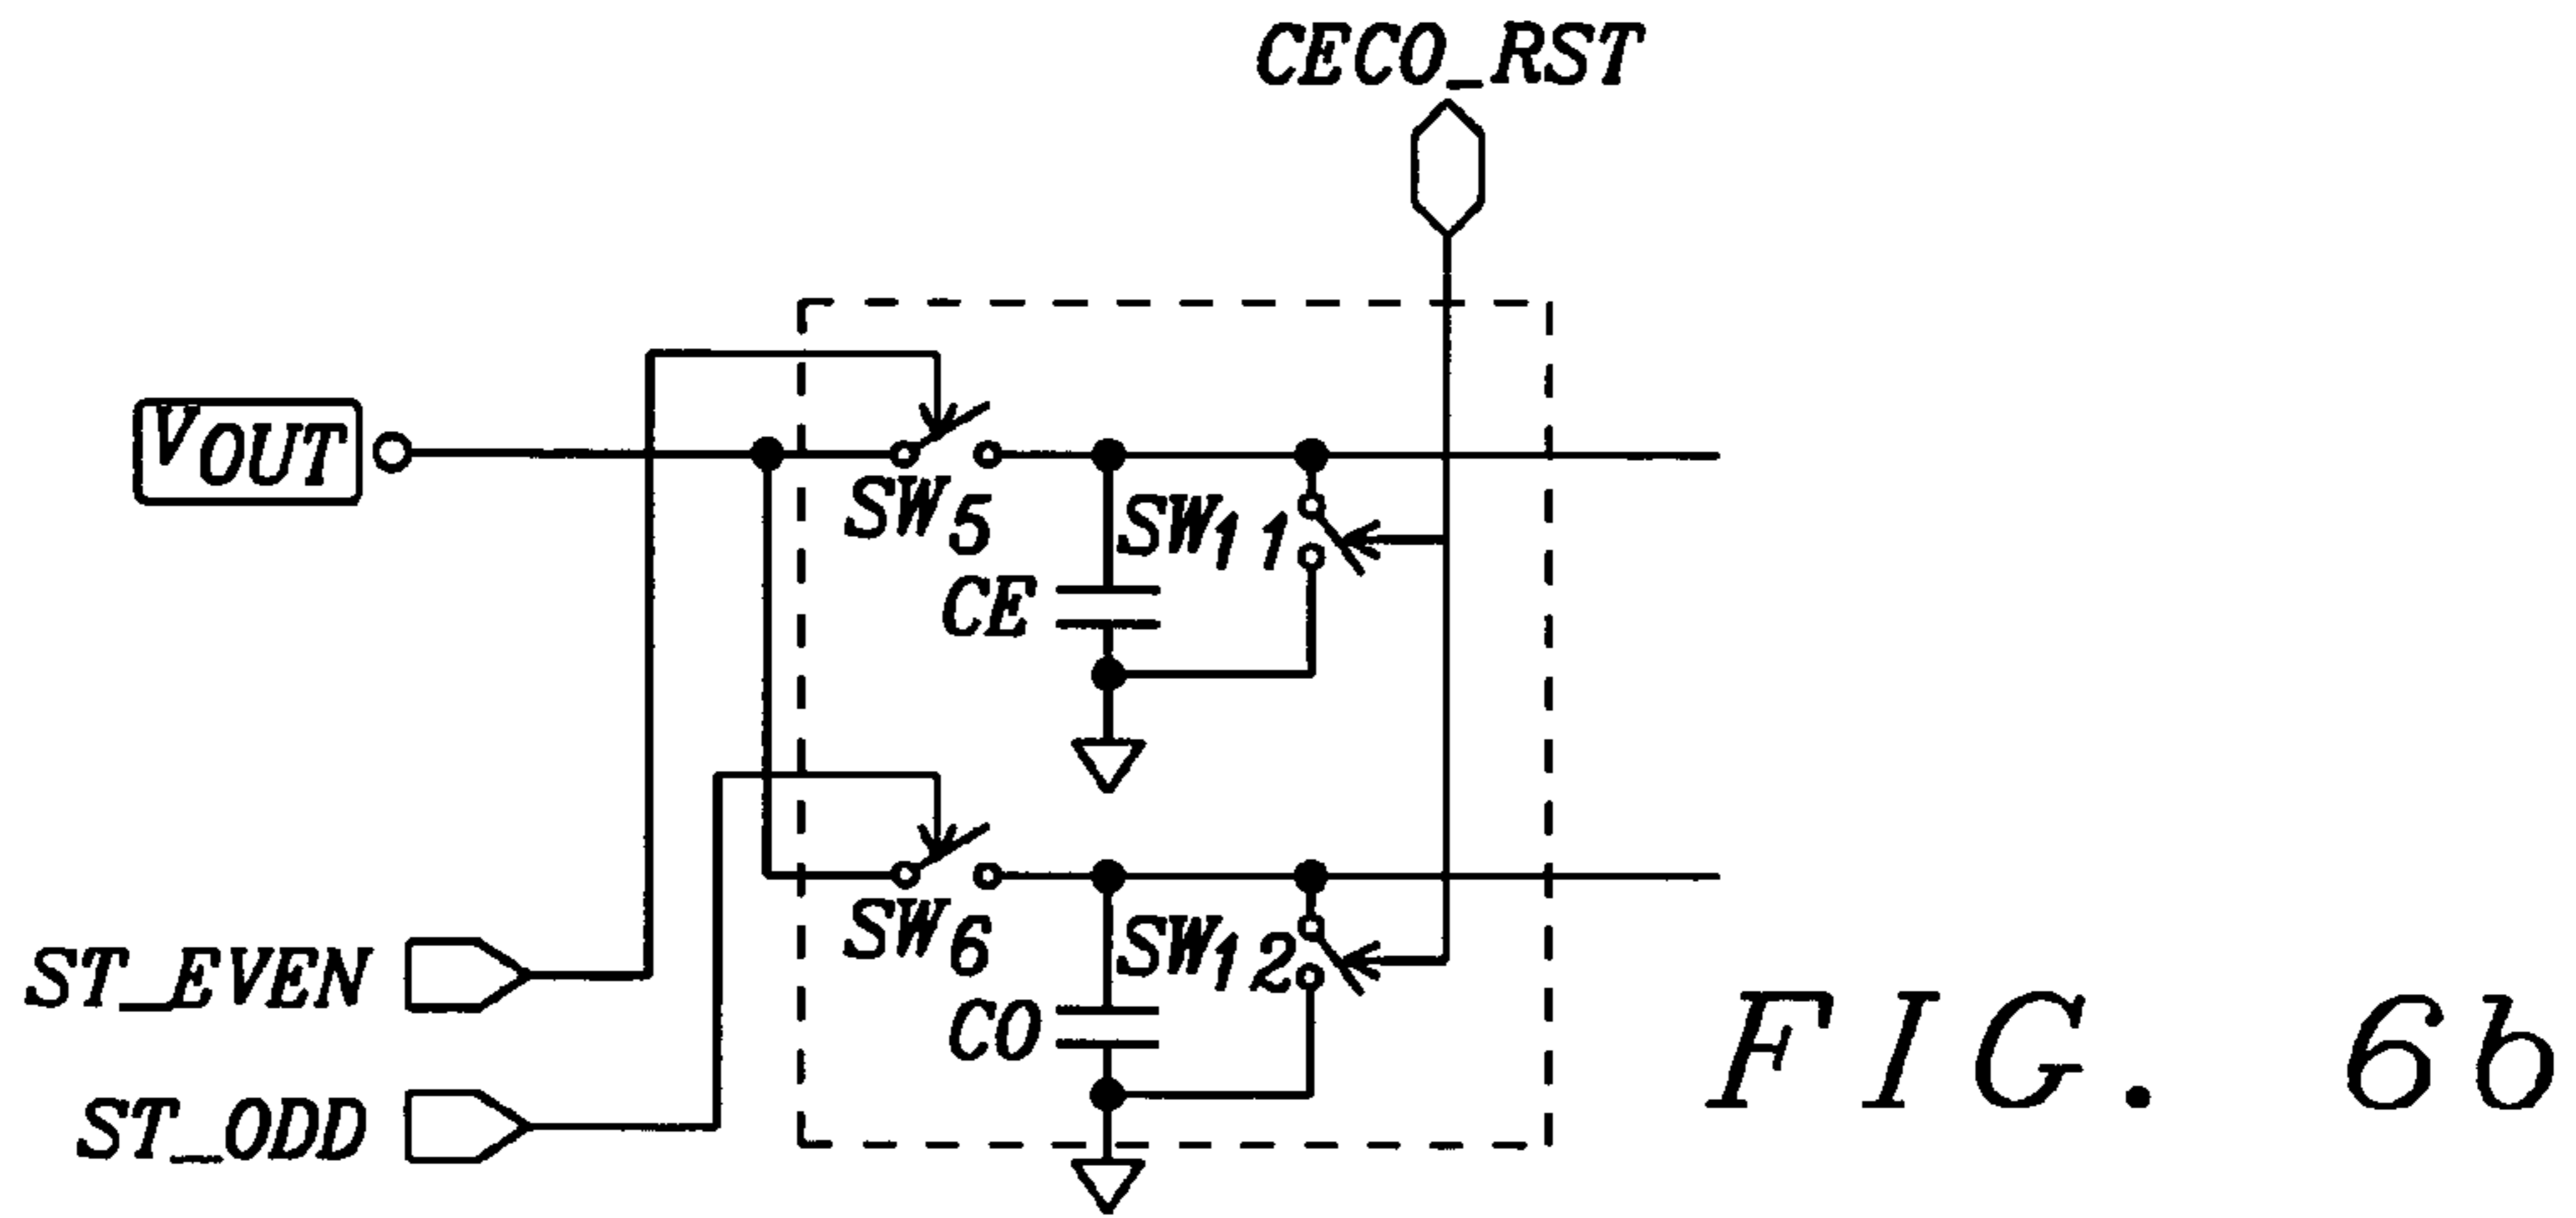 CECO_RST
VOUT
SW5
SW11
CE
SW6
SW12
CO
ST_EVEN
ST_ODD
FIG. 6b